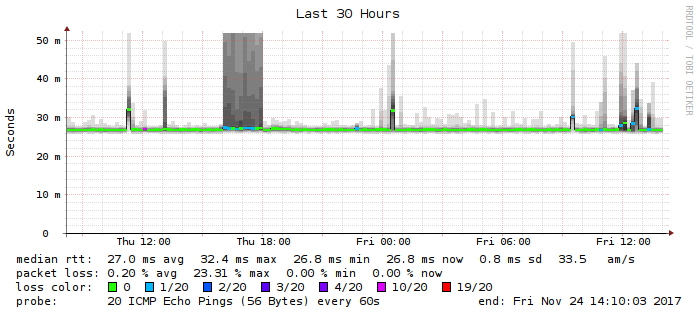 Last 30 Hours
RRDTOOL / TOBI OETIKER
Seconds
50 m
40 m
30 m
20 m
10 m
0
Thu 12:00 Thu 18:00 Fri 00:00 Fri 06:00 Fri 12:00
median rtt: 27.0 ms avg 32.4 ms max 26.8 ms min 26.8 ms now 0.8 ms sd 33.5 am/s
packet loss: 0.20 % avg 23.31 % max 0.00 % min 0.00 % now
loss color: 0 1/20 2/20 3/20 4/20 10/20 19/20
probe: 20 ICMP Echo Pings (56 Bytes) every 60s end: Fri Nov 24 14:10:03 2017